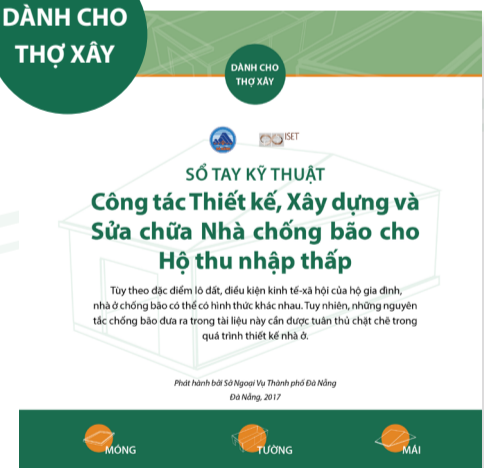 DÀNH CHO
THỢ XÂY
DÀNH CHO
THỢ XÂY
ISET
SỔ TAY KỸ THUẬT
Công tác Thiết kế, Xây dựng và
Sửa chữa Nhà chống bão cho
Hộ thu nhập thấp
Tùy theo đặc điểm lô đất, điều kiện kinh tế-xã hội của hộ gia đình,
nhà ở chống bão có thể có hình thức khác nhau. Tuy nhiên, những nguyên
tắc chống bão đưa ra trong tài liệu này cần được tuân thủ chặt chẽ trong
quá trình thiết kế nhà ở.
Phát hành bởi Sở Ngoại Vụ Thành phố Đà Nẵng
Đà Nẵng, 2017
MÓNG
TƯỜNG
MÁI